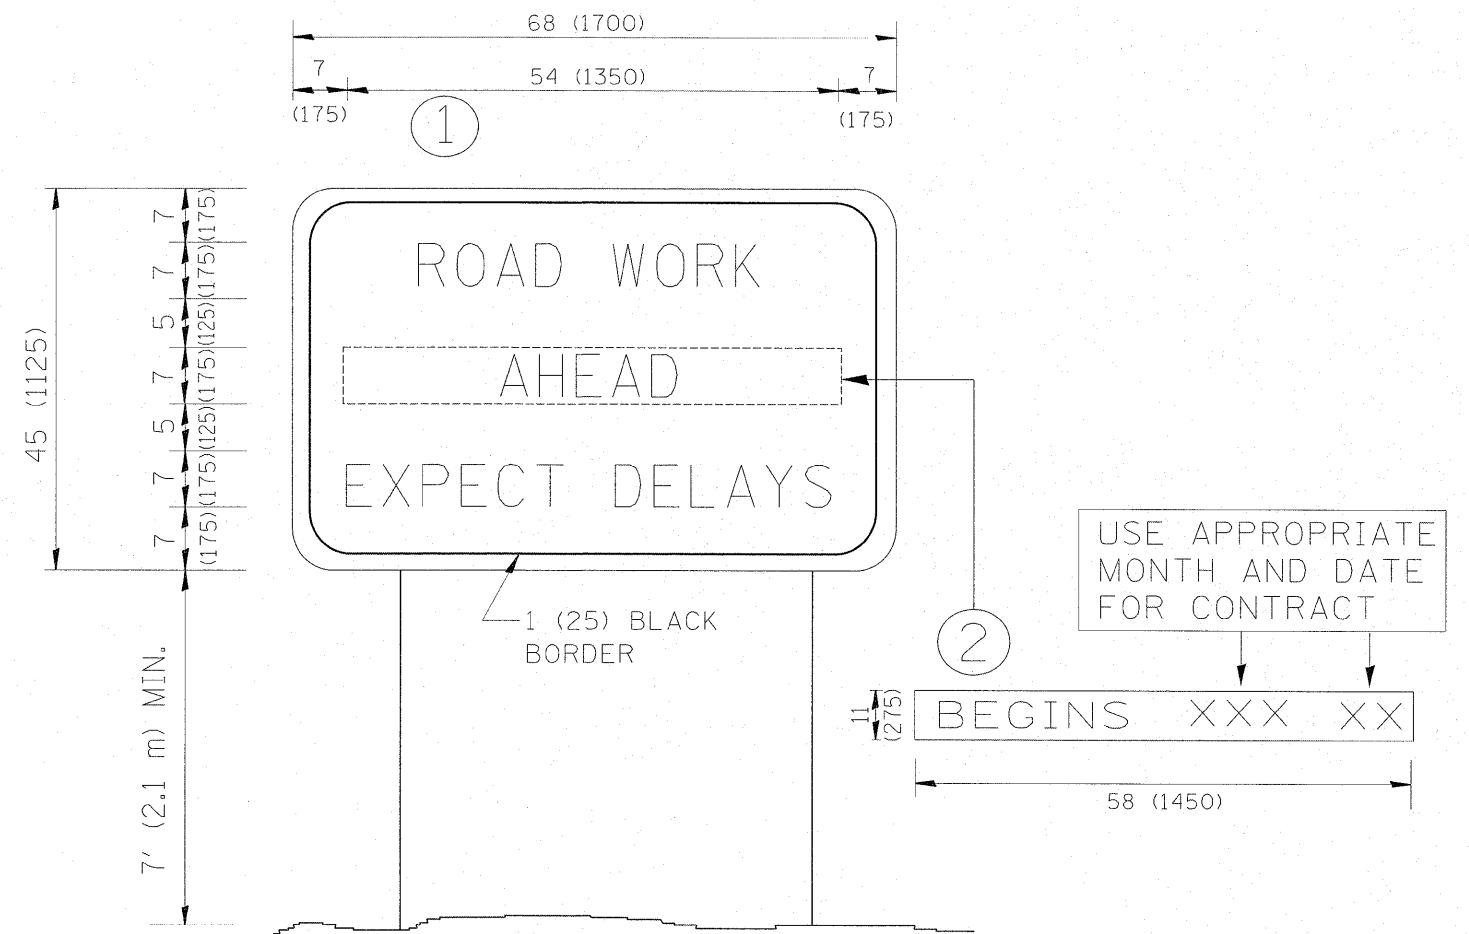 68 (1700)
7
54 (1350)
7
(175)
(175)
1
45 (1125)
7
(175)
7
(175)
5
(125)
7
(175)
5
(125)
7
(175)
7
(175)
ROAD WORK
AHEAD
EXPECT DELAYS
1 (25) BLACK
BORDER
7' (2.1 m) MIN.
2
USE APPROPRIATE
MONTH AND DATE
FOR CONTRACT
11
(275)
BEGINS XXX XX
58 (1450)